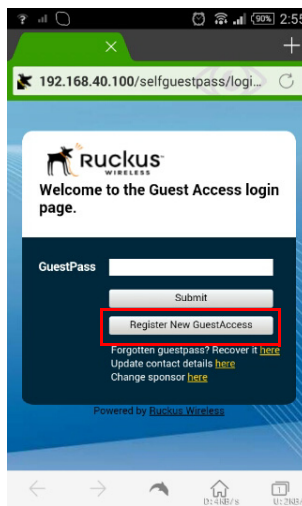 ? 90% 2:55
×
+
192.168.40.100/selfguestpass/logi...
RUCKUS
WIRELESS
Welcome to the Guest Access login
page.
GuestPass
Submit
Register New GuestAccess
Forgotten guestpass? Recover it here
Update contact details here
Change sponsor here
Powered by Ruckus Wireless
1
D:4KB/s U:2KB/